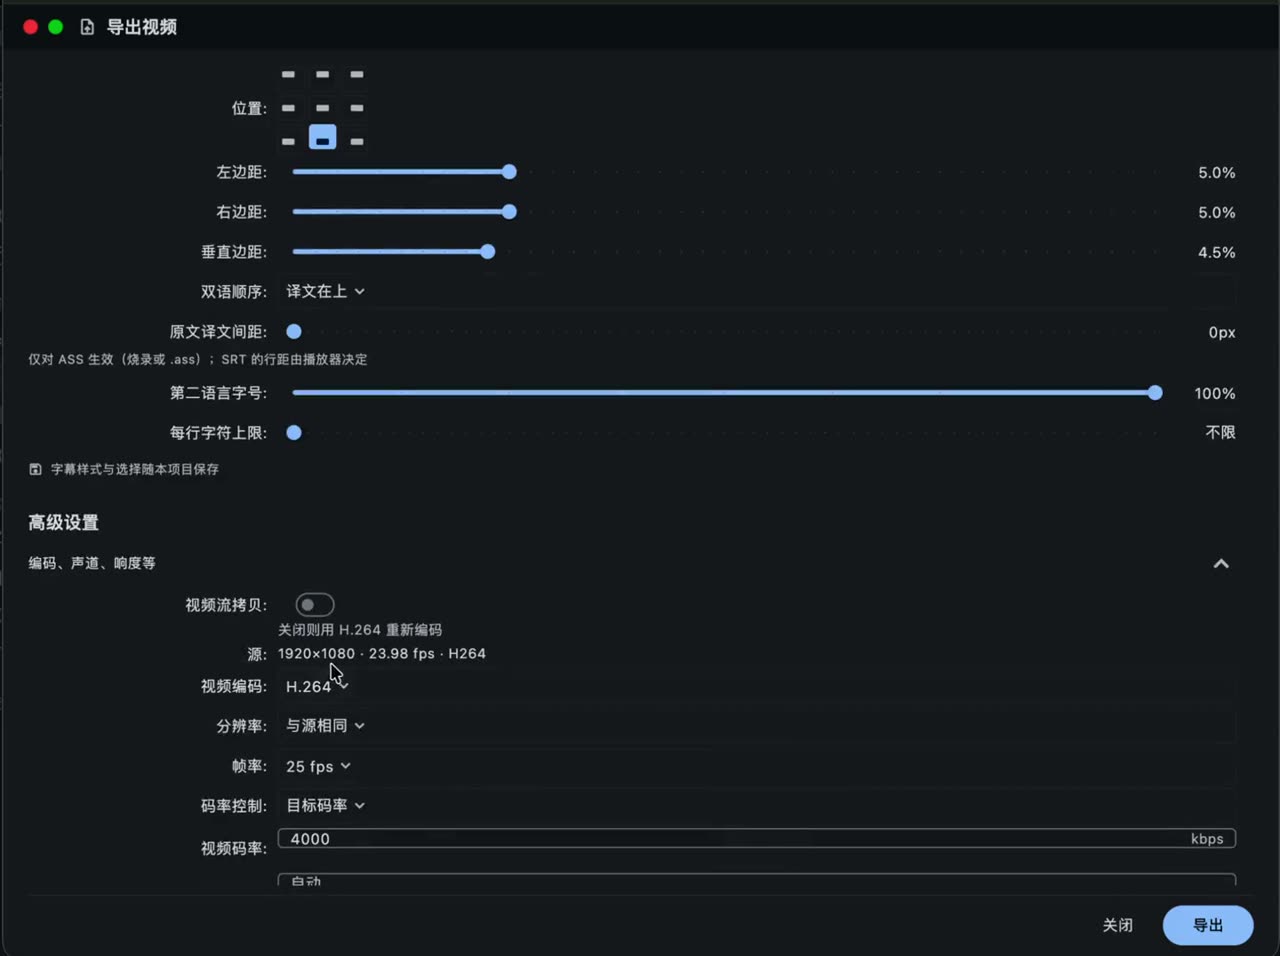 导出视频
位置:
左边距: 5.0%
右边距: 5.0%
垂直边距: 4.5%
双语顺序: 译文在上
原文译文间距: 0px
仅对 ASS 生效（烧录或 .ass）；SRT 的行距由播放器决定
第二语言字号: 100%
每行字符上限: 不限
字幕样式与选择随本项目保存
高级设置
编码、声道、响度等
视频流拷贝:
关闭则用 H.264 重新编码
源: 1920×1080 · 23.98 fps · H264
视频编码: H.264
分辨率: 与源相同
帧率: 25 fps
码率控制: 目标码率
视频码率: 4000 kbps
自动
关闭 导出